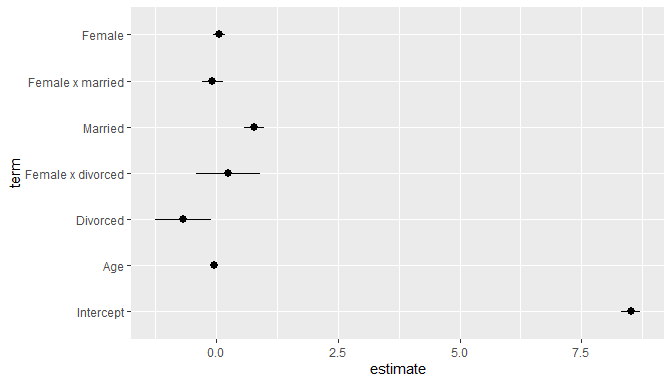 Female
Female x married
Married
Female x divorced
Divorced
Age
Intercept
term
0.0 2.5 5.0 7.5
estimate